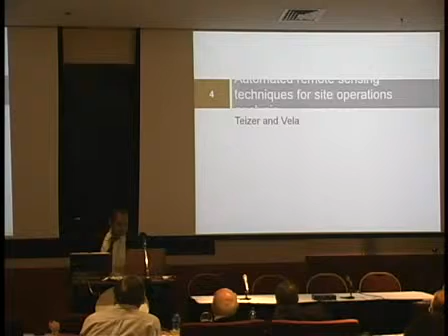 Automated remote sensing
4
techniques for site operations
Teizer and Vela